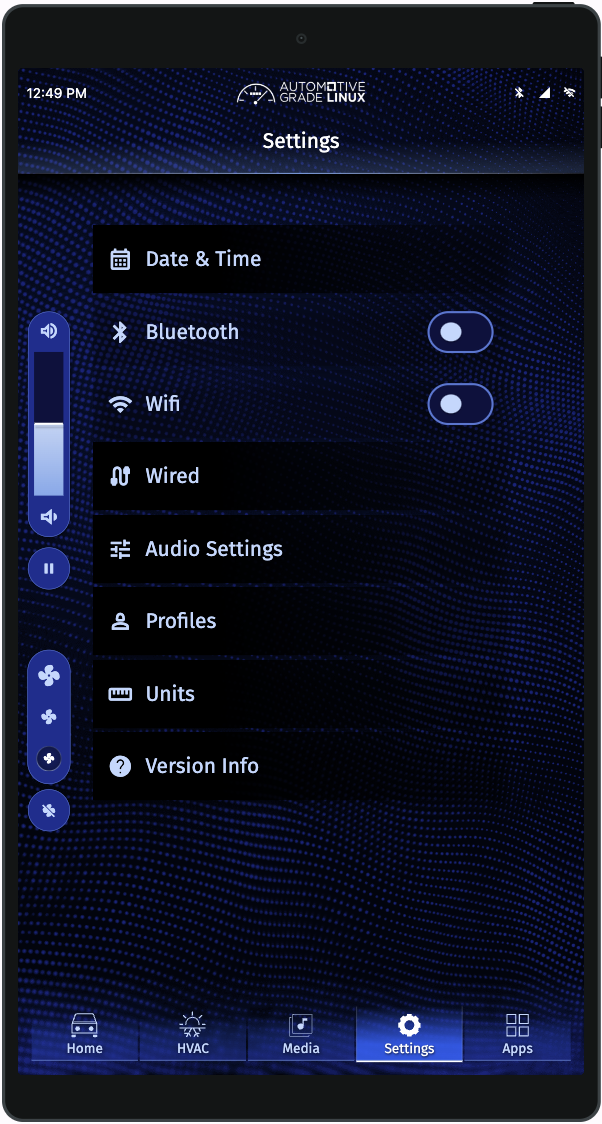 12:49 PM
AUTOMOTIVE
GRADE LINUX
Settings
Date & Time
Bluetooth
Wifi
Wired
Audio Settings
Profiles
Units
Version Info
Home
HVAC
Media
Settings
Apps